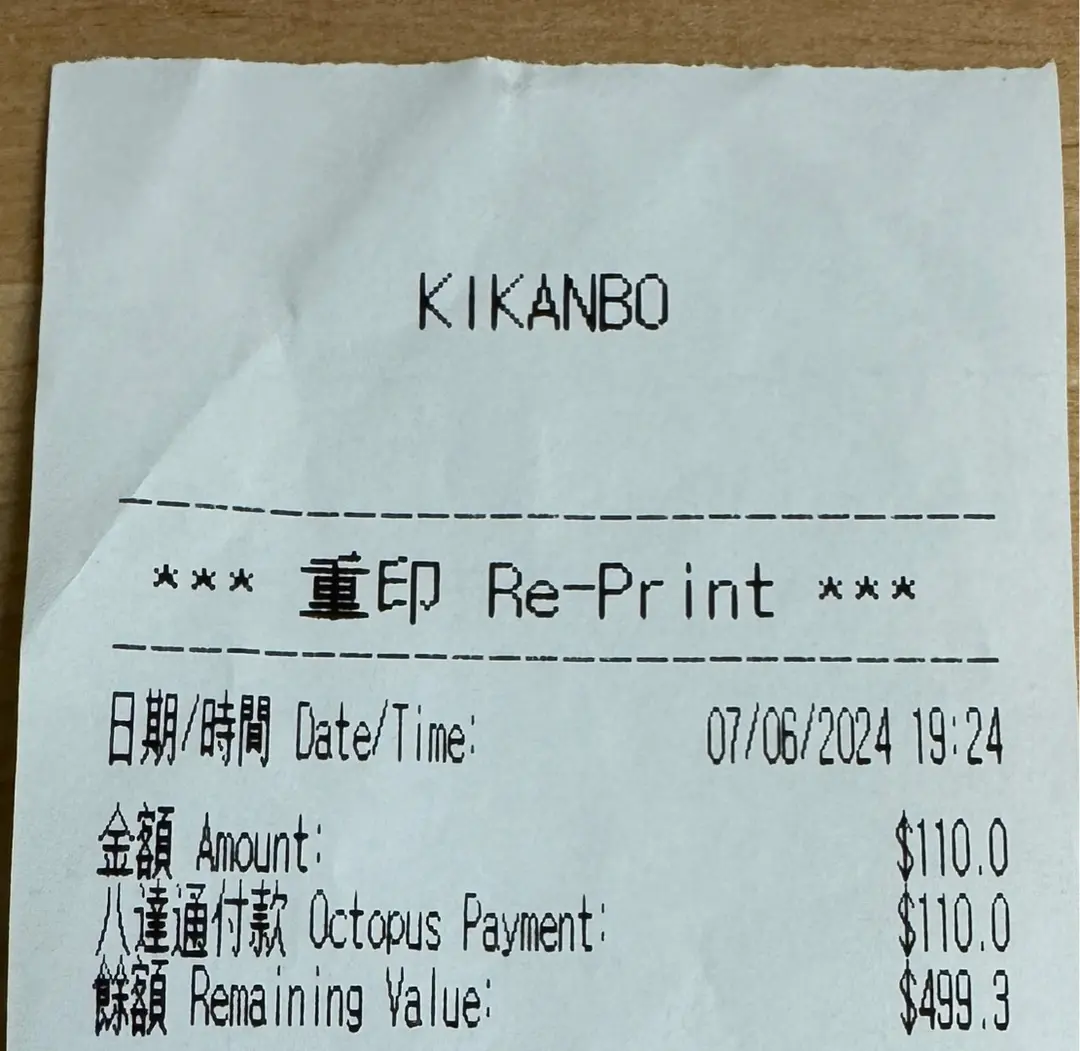 KIKANBO
*** 重印 Re-Print ***
日期/時間 Date/Time: 07/06/2024 19:24
金額 Amount: $110.0
八達通付款 Octopus Payment: $110.0
餘額 Remaining Value: $499.3